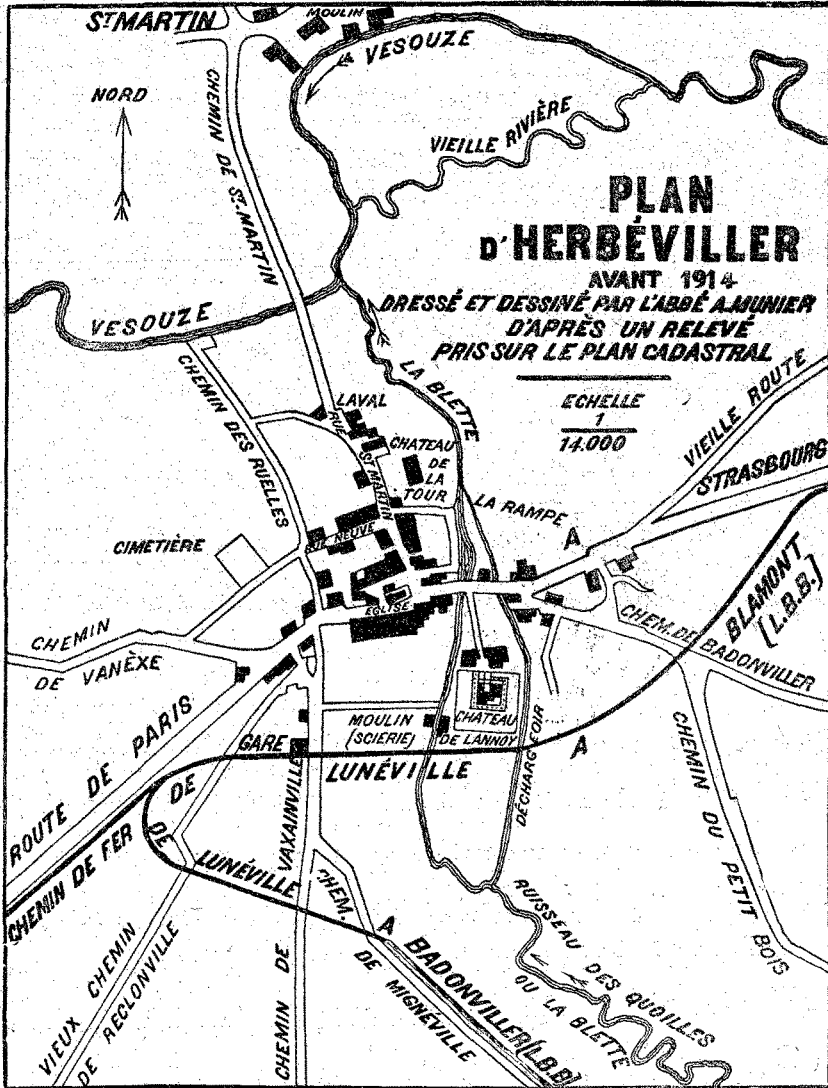 ST MARTIN
MOULIN
VESOUZE
NORD
CHEMIN DE ST-MARTIN
VIEILLE RIVIÈRE
PLAN
D'HERBÉVILLER
AVANT 1914
DRESSÉ ET DESSINÉ PAR L'ABBÉ A.MUNIER
D'APRÈS UN RELEVÉ
PRIS SUR LE PLAN CADASTRAL
ECHELLE
1
14.000
VESOUZE
CHEMIN DES RUELLES
LA BLETTE
VIEILLE ROUTE
STRASBOURG
LAVAL
RUE
ST MARTIN
CHATEAU
DE
LA
TOUR
LA RAMPE
A
CIMETIÈRE
RUE NEUVE
EGLISE
CHEMIN
DE VANÈXE
BLAMONT
(L.B.B.)
CHEM. DE BADONVILLER
ROUTE DE PARIS
GARE
MOULIN
(SCIERIE)
CHATEAU
DE LANNOY
DÉCHARGEOIR
A
CHEMIN DU PETIT BOIS
CHEMIN DE FER
DE
LUNÉVILLE
VAXAINVILLE
DE
LUNÉVILLE
CHEM.
A
BADONVILLER (L.B.B)
DE MIGNÉVILLE
CHEMIN DE
VIEUX CHEMIN
DE RECLONVILLE
RUISSEAU DES QUOILLES
OU LA BLETTE